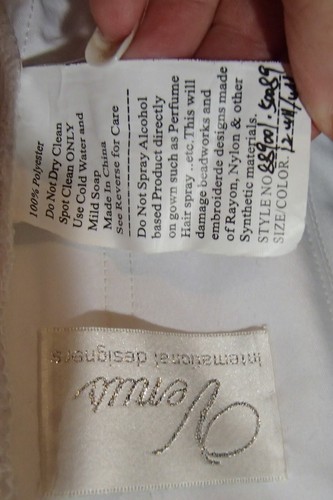 100% Polyester
Do Not Dry Clean
Spot Clean ONLY
Use Cold Water and
Mild Soap
Made In China
See Reverse for Care
Do Not Spray Alcohol
based Product directly
on gown such as Perfume
Hair spray ..etc.This will
damage beadworks and
embroiderde designs made
of Rayon, Nylon & other
Synthetic materials.
STYLE NO.
SIZE/COLOR.
Venus
international designers